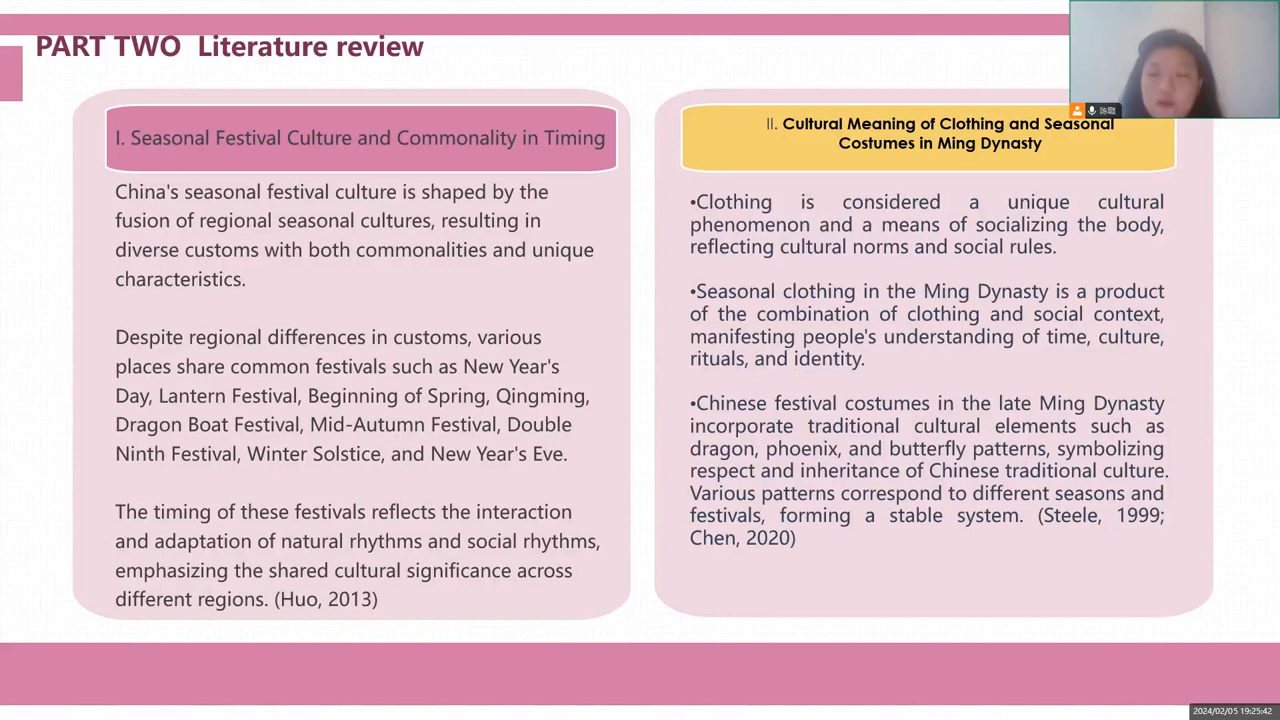 PART TWO  Literature review
I. Seasonal Festival Culture and Commonality in Timing
China's seasonal festival culture is shaped by the
fusion of regional seasonal cultures, resulting in
diverse customs with both commonalities and unique
characteristics.
Despite regional differences in customs, various
places share common festivals such as New Year's
Day, Lantern Festival, Beginning of Spring, Qingming,
Dragon Boat Festival, Mid-Autumn Festival, Double
Ninth Festival, Winter Solstice, and New Year's Eve.
The timing of these festivals reflects the interaction
and adaptation of natural rhythms and social rhythms,
emphasizing the shared cultural significance across
different regions. (Huo, 2013)
II. Cultural Meaning of Clothing and Seasonal
Costumes in Ming Dynasty
•Clothing is considered a unique cultural
phenomenon and a means of socializing the body,
reflecting cultural norms and social rules.
•Seasonal clothing in the Ming Dynasty is a product
of the combination of clothing and social context,
manifesting people's understanding of time, culture,
rituals, and identity.
•Chinese festival costumes in the late Ming Dynasty
incorporate traditional cultural elements such as
dragon, phoenix, and butterfly patterns, symbolizing
respect and inheritance of Chinese traditional culture.
Various patterns correspond to different seasons and
festivals, forming a stable system. (Steele, 1999;
Chen, 2020)
2024/02/05 19:25:42